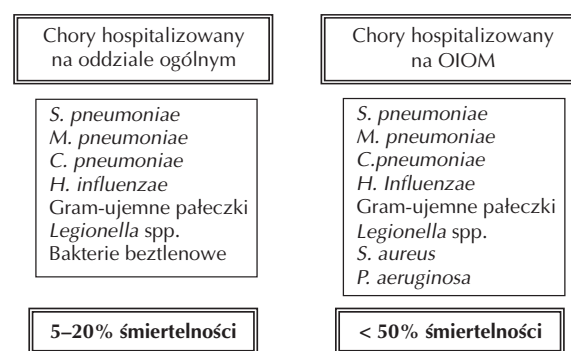 Chory hospitalizowany
na oddziale ogólnym
S. pneumoniae
M. pneumoniae
C. pneumoniae
H. influenzae
Gram-ujemne pałeczki
Legionella spp.
Bakterie beztlenowe
5–20% śmiertelności
Chory hospitalizowany
na OIOM
S. pneumoniae
M. pneumoniae
C.pneumoniae
H. Influenzae
Gram-ujemne pałeczki
Legionella spp.
S. aureus
P. aeruginosa
< 50% śmiertelności